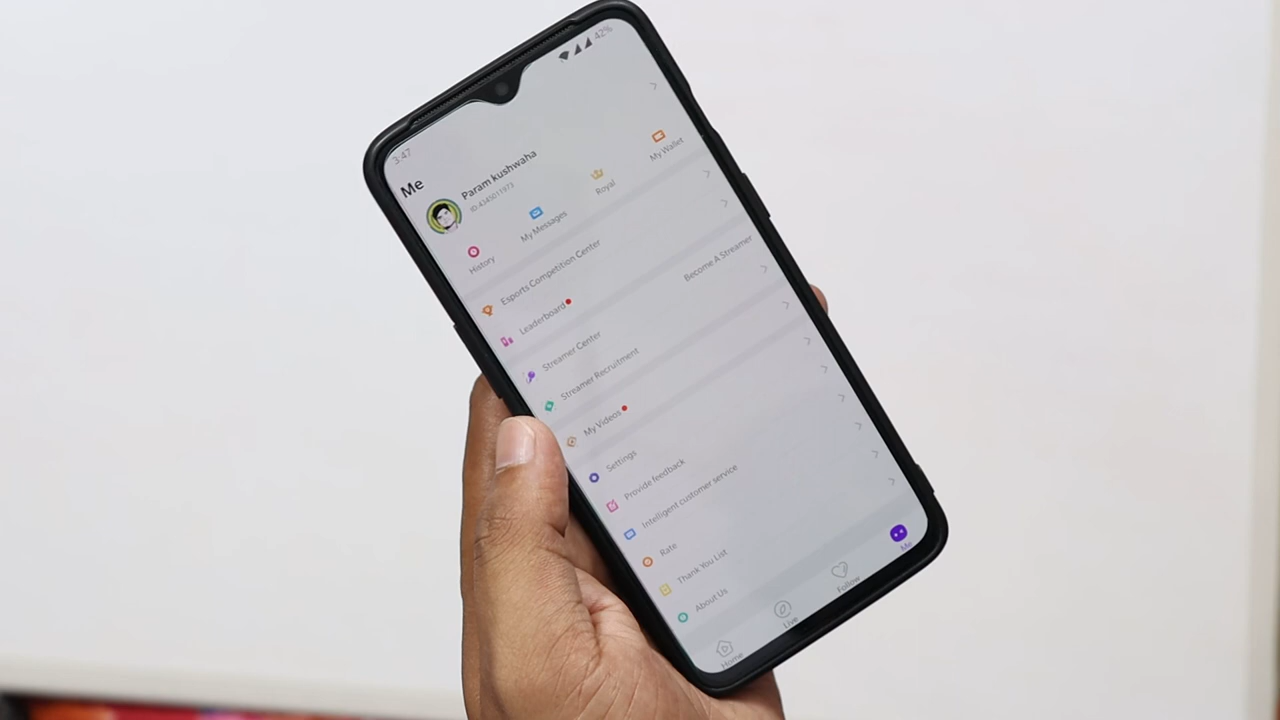 3:47
42%
Me
Param kushwaha
ID:4345011973
History
My Messages
Royal
My Wallet
Esports Competition Center
Leaderboard
Streamer Center
Become A Streamer
Streamer Recruitment
My Videos
Settings
Provide feedback
Intelligent customer service
Rate
Thank You List
About Us
Home
Live
Follow
Me